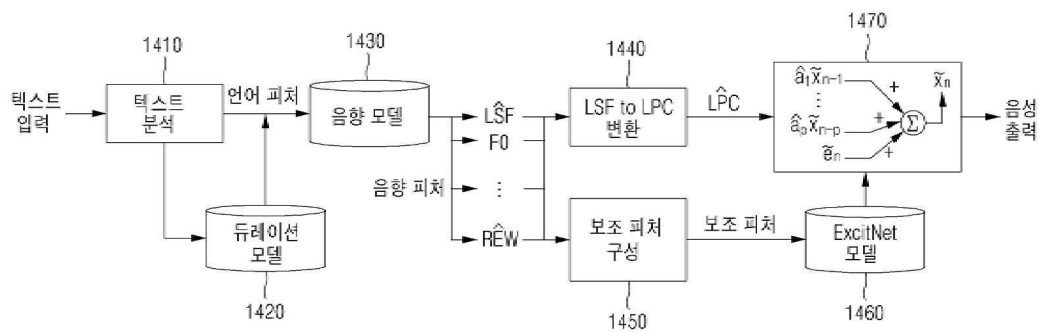 1410
1430
1440
1470
텍스트
입력
텍스트
분석
언어 피처
음향 모델
LŜF
F0
⋮
RÊW
음향 피처
LSF to LPC
변환
LP̂C
â₁x̃ₙ₋₁
⋮
âₚx̃ₙ₋ₚ
ẽₙ
+
+
+
Σ
x̃ₙ
음성
출력
듀레이션
모델
1420
보조 피처
구성
1450
보조 피처
ExcitNet
모델
1460